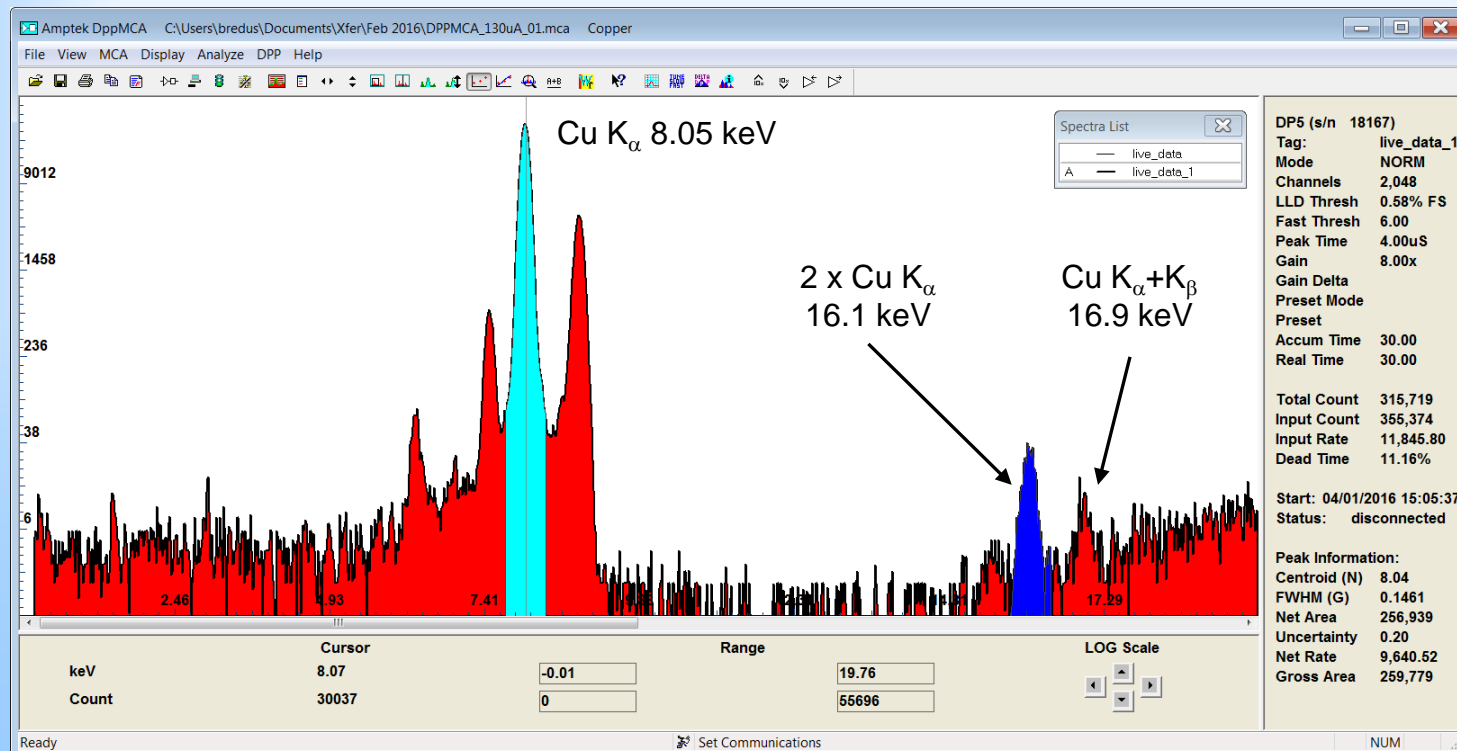 Amptek DppMCA C:\Users\bredus\Documents\Xfer\Feb 2016\DPPMCA_130uA_01.mca Copper
File View MCA Display Analyze DPP Help
Cu Kα 8.05 keV
2 x Cu Kα
16.1 keV
Cu Kα+Kβ
16.9 keV
Spectra List
live_data
A live_data_1
9012
1458
236
38
6
2.46 4.93 7.41 17.29
DP5 (s/n 18167)
Tag: live_data_1
Mode NORM
Channels 2,048
LLD Thresh 0.58% FS
Fast Thresh 6.00
Peak Time 4.00uS
Gain 8.00x
Gain Delta
Preset Mode
Preset
Accum Time 30.00
Real Time 30.00
Total Count 315,719
Input Count 355,374
Input Rate 11,845.80
Dead Time 11.16%
Start: 04/01/2016 15:05:37
Status: disconnected
Peak Information:
Centroid (N) 8.04
FWHM (G) 0.1461
Net Area 256,939
Uncertainty 0.20
Net Rate 9,640.52
Gross Area 259,779
Cursor Range LOG Scale
keV 8.07 -0.01 19.76
Count 30037 0 55696
Ready Set Communications NUM